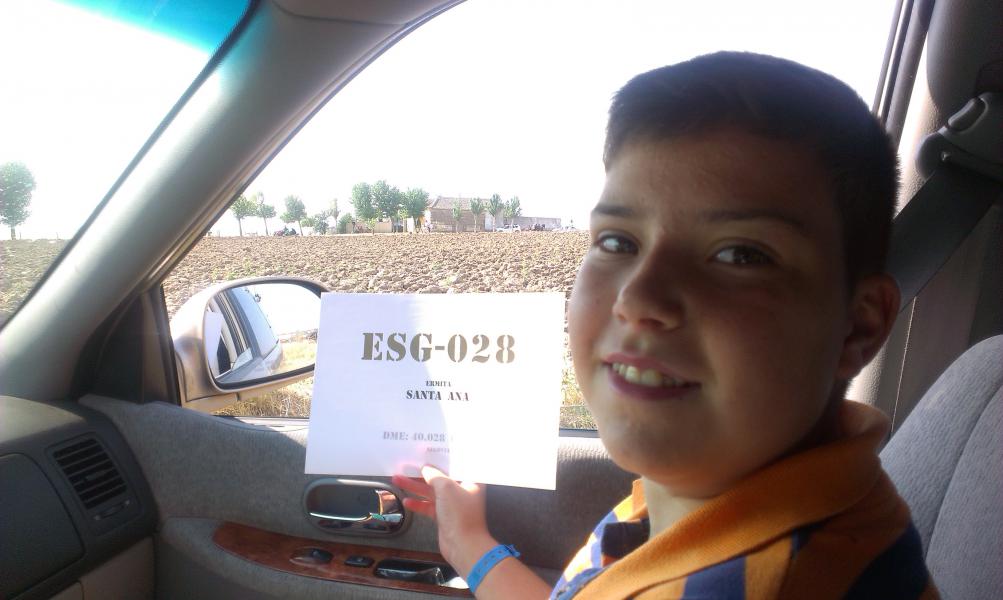 ESG-028
ERMITA
SANTA ANA
DME: 40.028